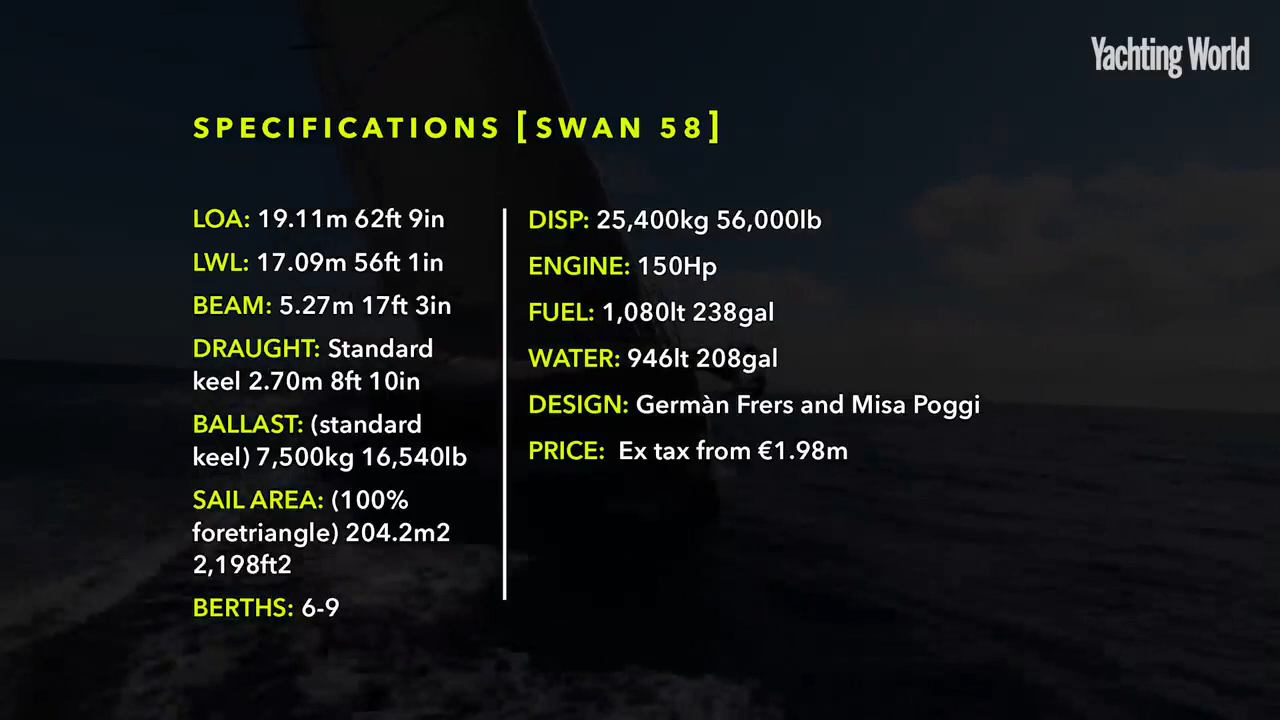 Yachting World
SPECIFICATIONS [SWAN 58]
LOA: 19.11m 62ft 9in
LWL: 17.09m 56ft 1in
BEAM: 5.27m 17ft 3in
DRAUGHT: Standard
keel 2.70m 8ft 10in
BALLAST: (standard
keel) 7,500kg 16,540lb
SAIL AREA: (100%
foretriangle) 204.2m2
2,198ft2
BERTHS: 6-9
DISP: 25,400kg 56,000lb
ENGINE: 150Hp
FUEL: 1,080lt 238gal
WATER: 946lt 208gal
DESIGN: Germàn Frers and Misa Poggi
PRICE: Ex tax from €1.98m